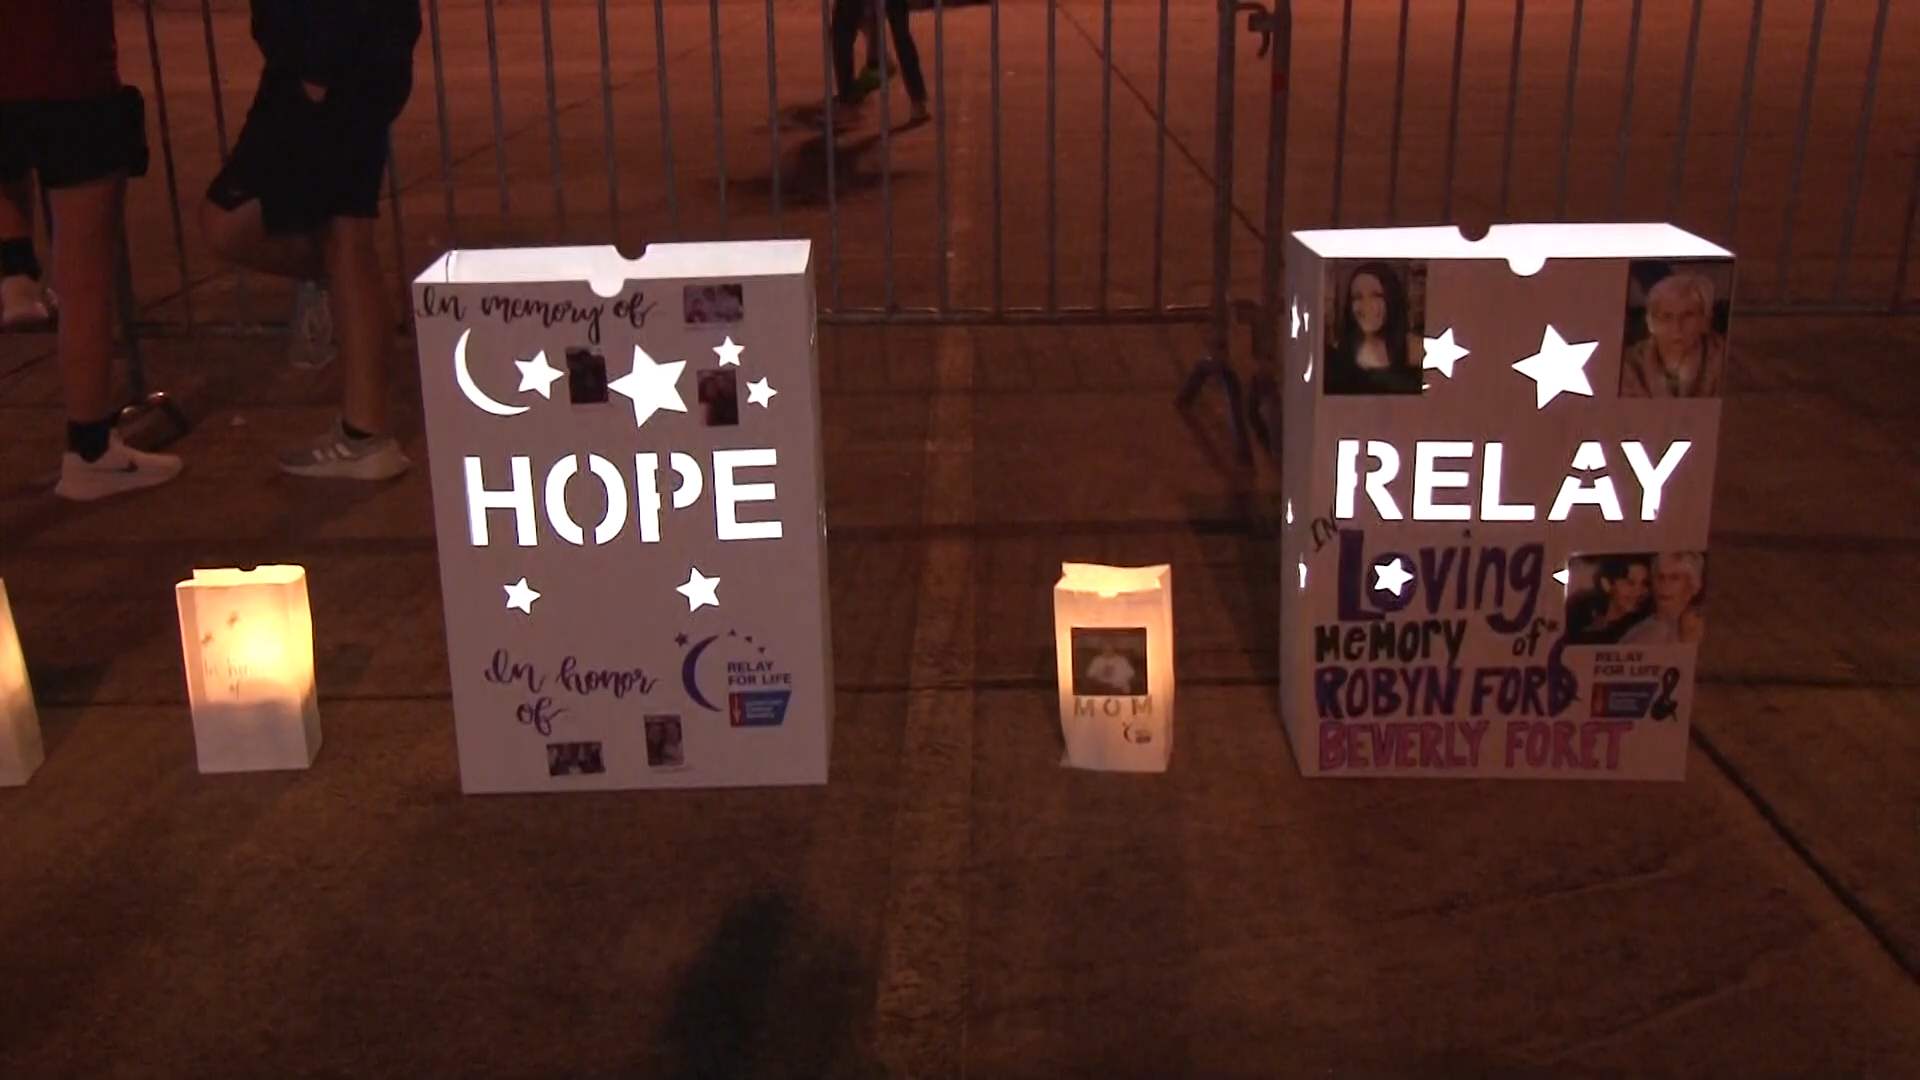 In memory of
HOPE
In honor
of
RELAY
FOR LIFE
MOM
RELAY
IN
Loving
MEMORY of
ROBYN FORD
&
BEVERLY FORET
RELAY
FOR LIFE